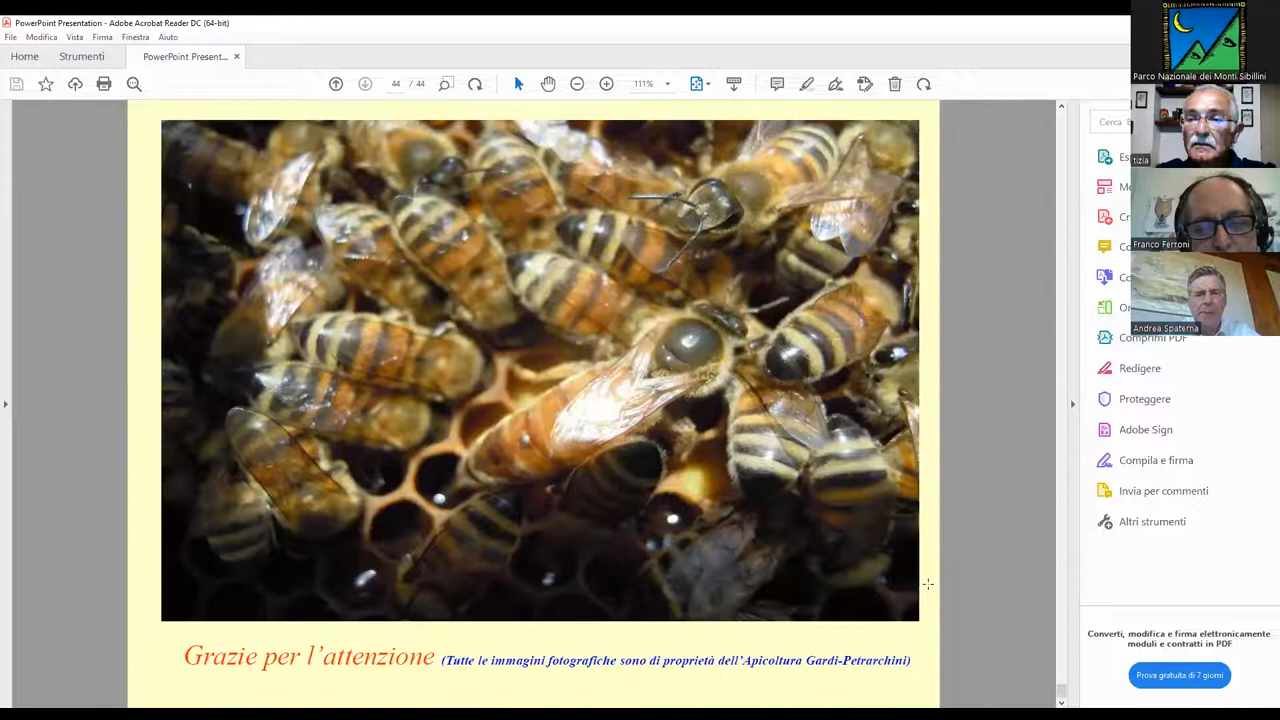 PowerPoint Presentation - Adobe Acrobat Reader DC (64-bit)
File Modifica Vista Firma Finestra Aiuto
Home Strumenti PowerPoint Present... ×
44 / 44 111%
Parco Nazionale dei Monti Sibillini
tizia
Franco Ferroni
Andrea Spaterna
Cerca
Comprimi PDF
Redigere
Proteggere
Adobe Sign
Compila e firma
Invia per commenti
Altri strumenti
Converti, modifica e firma elettronicamente
moduli e contratti in PDF
Prova gratuita di 7 giorni
Grazie per l'attenzione (Tutte le immagini fotografiche sono di proprietà dell'Apicoltura Gardi-Petrarchini)